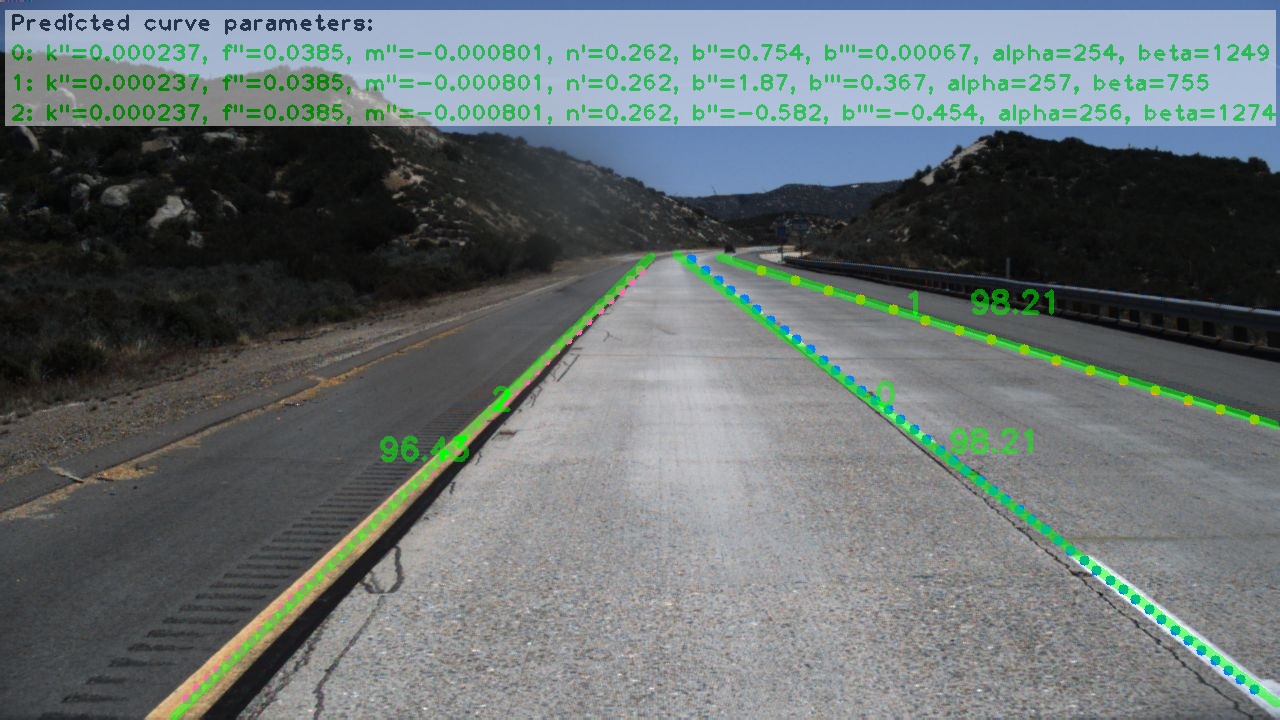 Predicted curve parameters:
0: k''=0.000237, f''=0.0385, m''=-0.000801, n'=0.262, b''=0.754, b'''=0.00067, alpha=254, beta=1249
1: k''=0.000237, f''=0.0385, m''=-0.000801, n'=0.262, b''=1.87, b'''=0.367, alpha=257, beta=755
2: k''=0.000237, f''=0.0385, m''=-0.000801, n'=0.262, b''=-0.582, b'''=-0.454, alpha=256, beta=1274
1 98.21
2 0
96.43 98.21